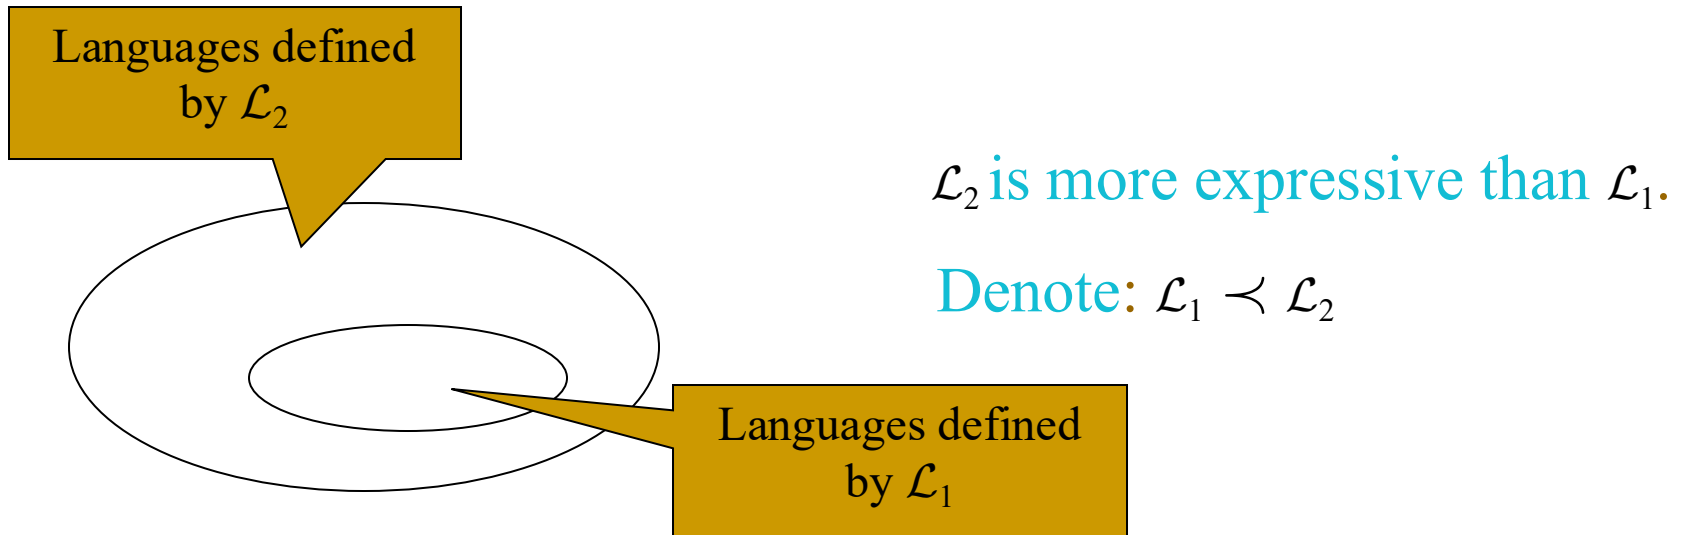 Languages defined
by ℒ₂
ℒ₂ is more expressive than ℒ₁.
Denote: ℒ₁ ≺ ℒ₂
Languages defined
by ℒ₁